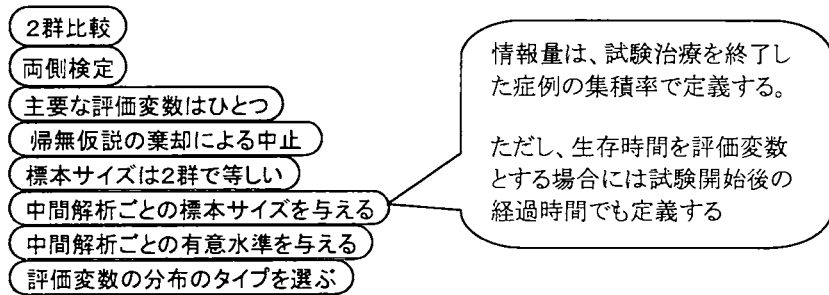 2群比較
両側検定
主要な評価変数はひとつ
帰無仮説の棄却による中止
標本サイズは2群で等しい
中間解析ごとの標本サイズを与える
中間解析ごとの有意水準を与える
評価変数の分布のタイプを選ぶ
情報量は、試験治療を終了し
た症例の集積率で定義する。
ただし、生存時間を評価変数
とする場合には試験開始後の
経過時間でも定義する